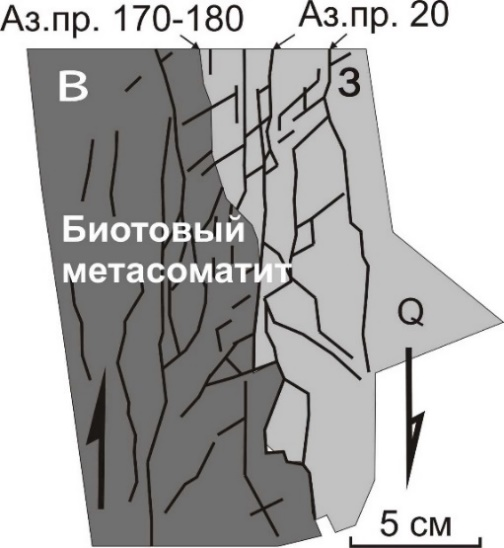 Аз.пр. 170-180
Аз.пр. 20
В
З
Биотовый
метасоматит
Q
5 см